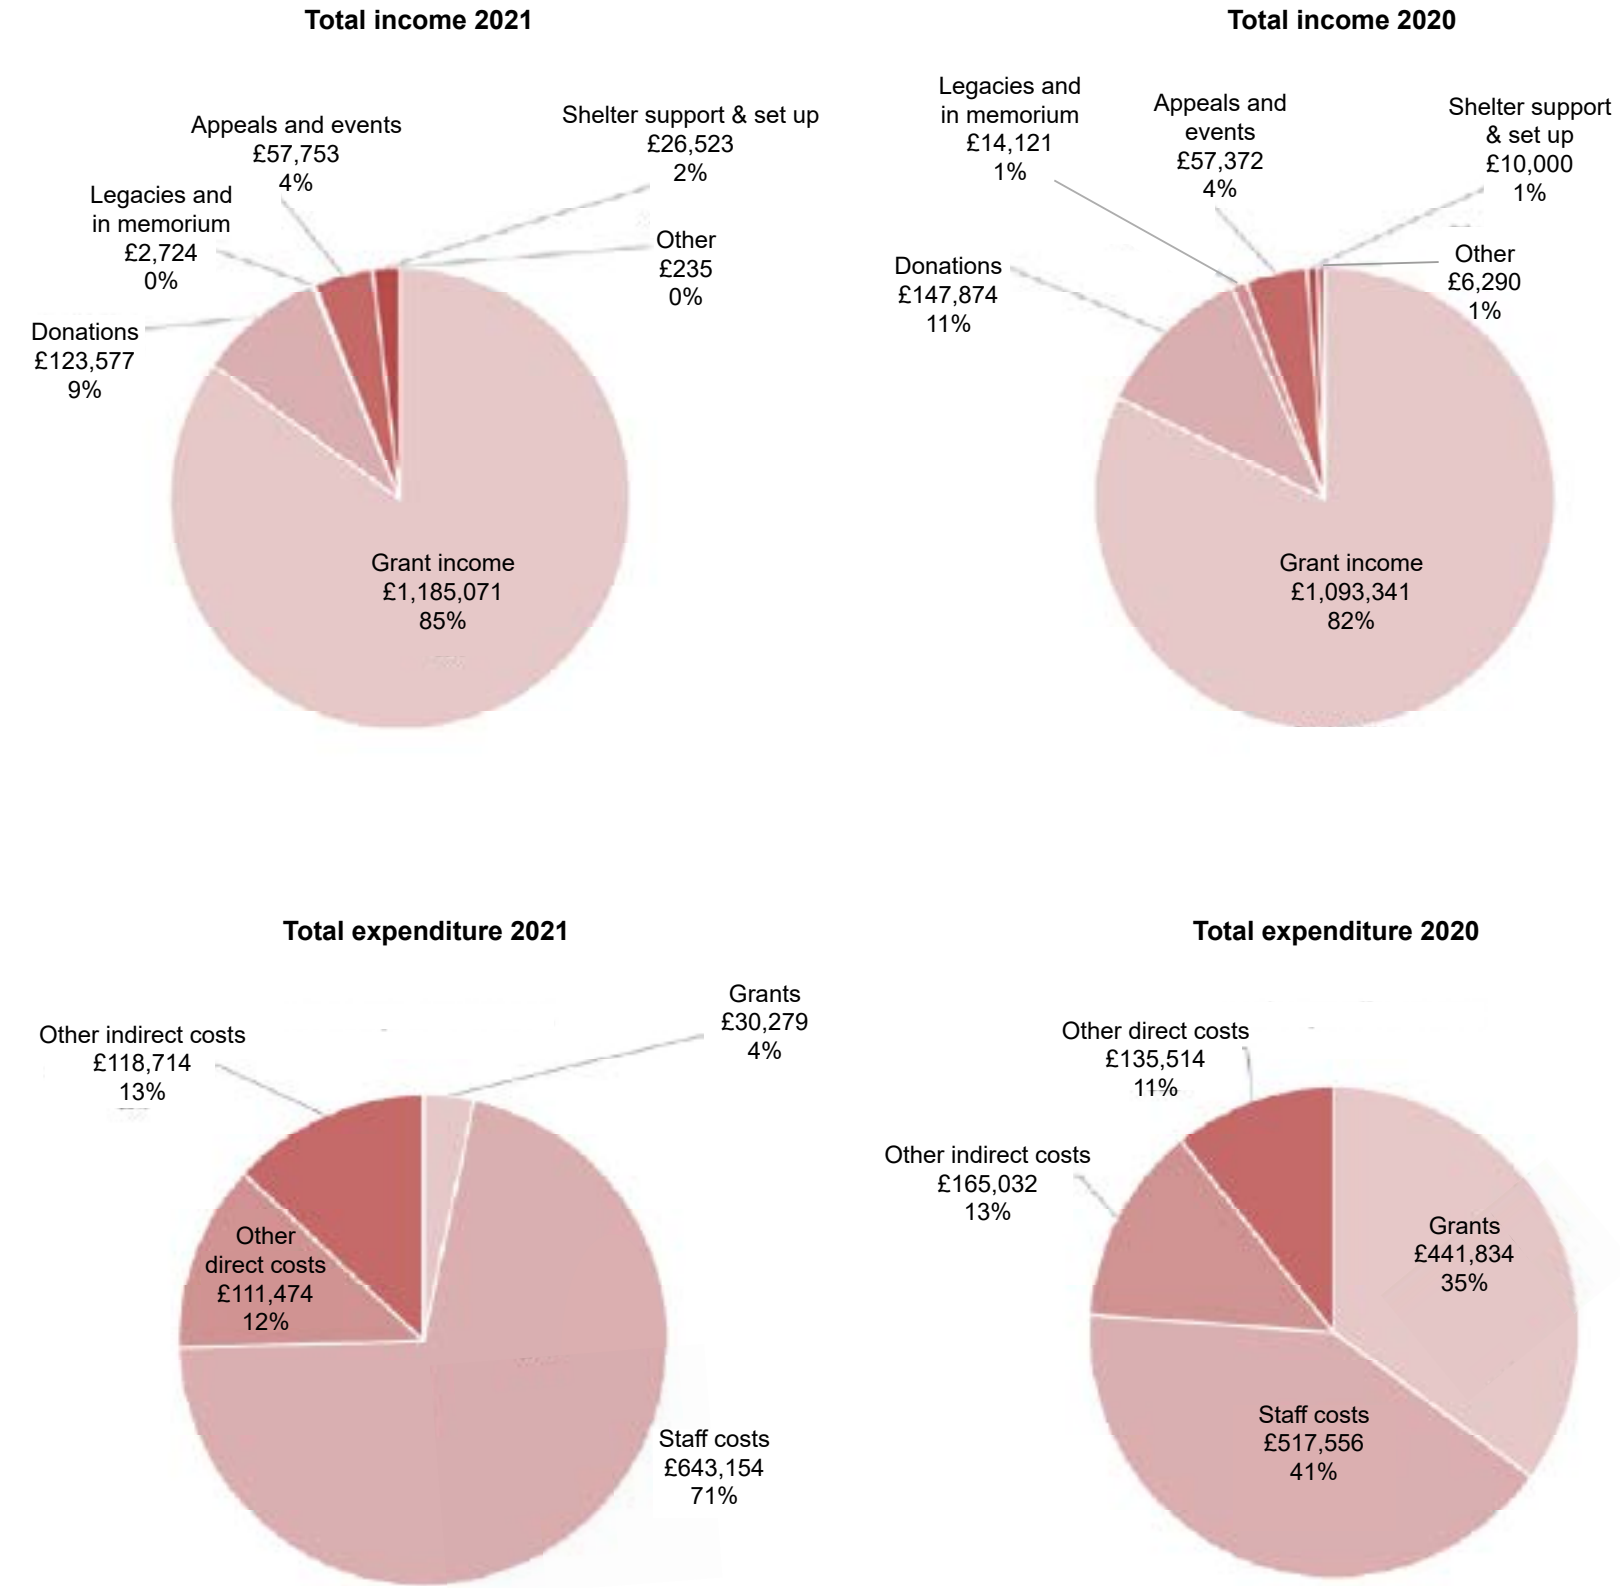 Total income 2021
Appeals and events
£57,753
4%
Shelter support & set up
£26,523
2%
Legacies and
in memorium
£2,724
0%
Other
£235
0%
Donations
£123,577
9%
Grant income
£1,185,071
85%
Total income 2020
Legacies and
in memorium
£14,121
1%
Appeals and
events
£57,372
4%
Shelter support
& set up
£10,000
1%
Donations
£147,874
11%
Other
£6,290
1%
Grant income
£1,093,341
82%
Total expenditure 2021
Grants
£30,279
4%
Other indirect costs
£118,714
13%
Other
direct costs
£111,474
12%
Staff costs
£643,154
71%
Total expenditure 2020
Other direct costs
£135,514
11%
Other indirect costs
£165,032
13%
Grants
£441,834
35%
Staff costs
£517,556
41%